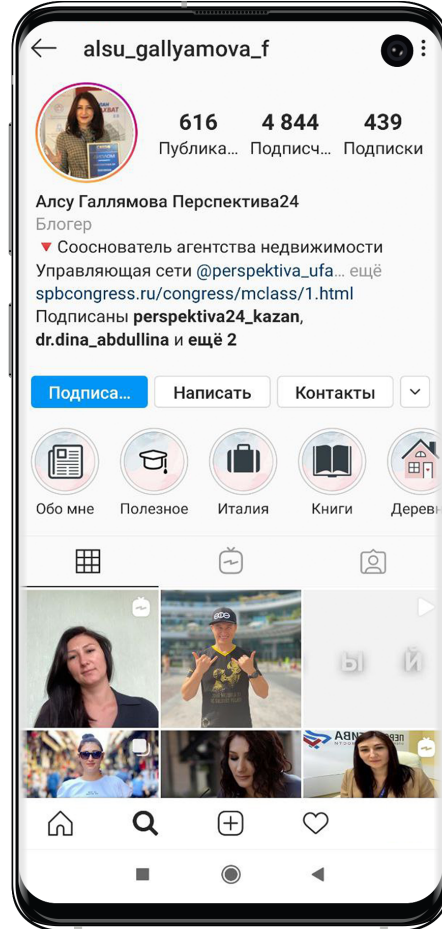 alsu_gallyamova_f
616
4 844
439
Публика...
Подписч...
Подписки
Алсу Галлямова Перспектива24
Блогер
🔻 Сооснователь агентства недвижимости
Управляющая сети @perspektiva_ufa... ещё
spbcongress.ru/congress/mclass/1.html
Подписаны perspektiva24_kazan,
dr.dina_abdullina и ещё 2
Подписа...
Написать
Контакты
Обо мне
Полезное
Италия
Книги
Деревн
Ы Й